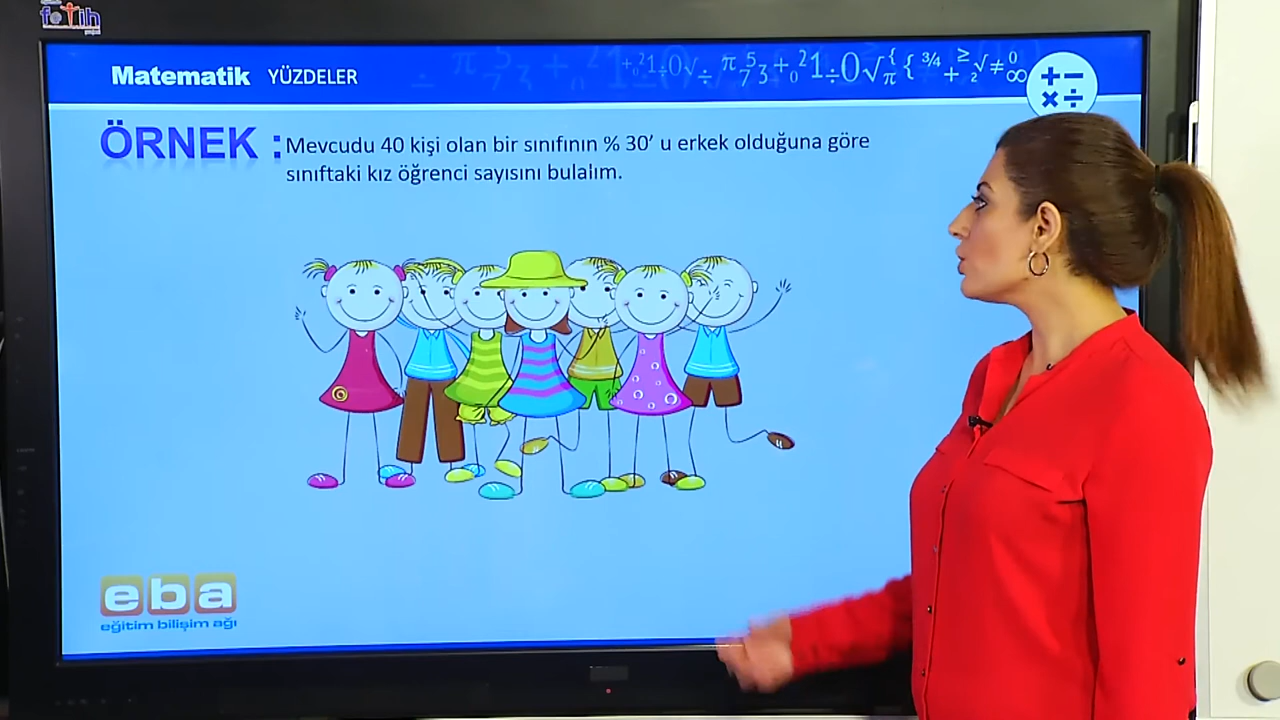 fatih
Matematik YÜZDELER
ÖRNEK : Mevcudu 40 kişi olan bir sınıfının % 30’ u erkek olduğuna göre
sınıftaki kız öğrenci sayısını bulalım.
eba
eğitim bilişim ağı